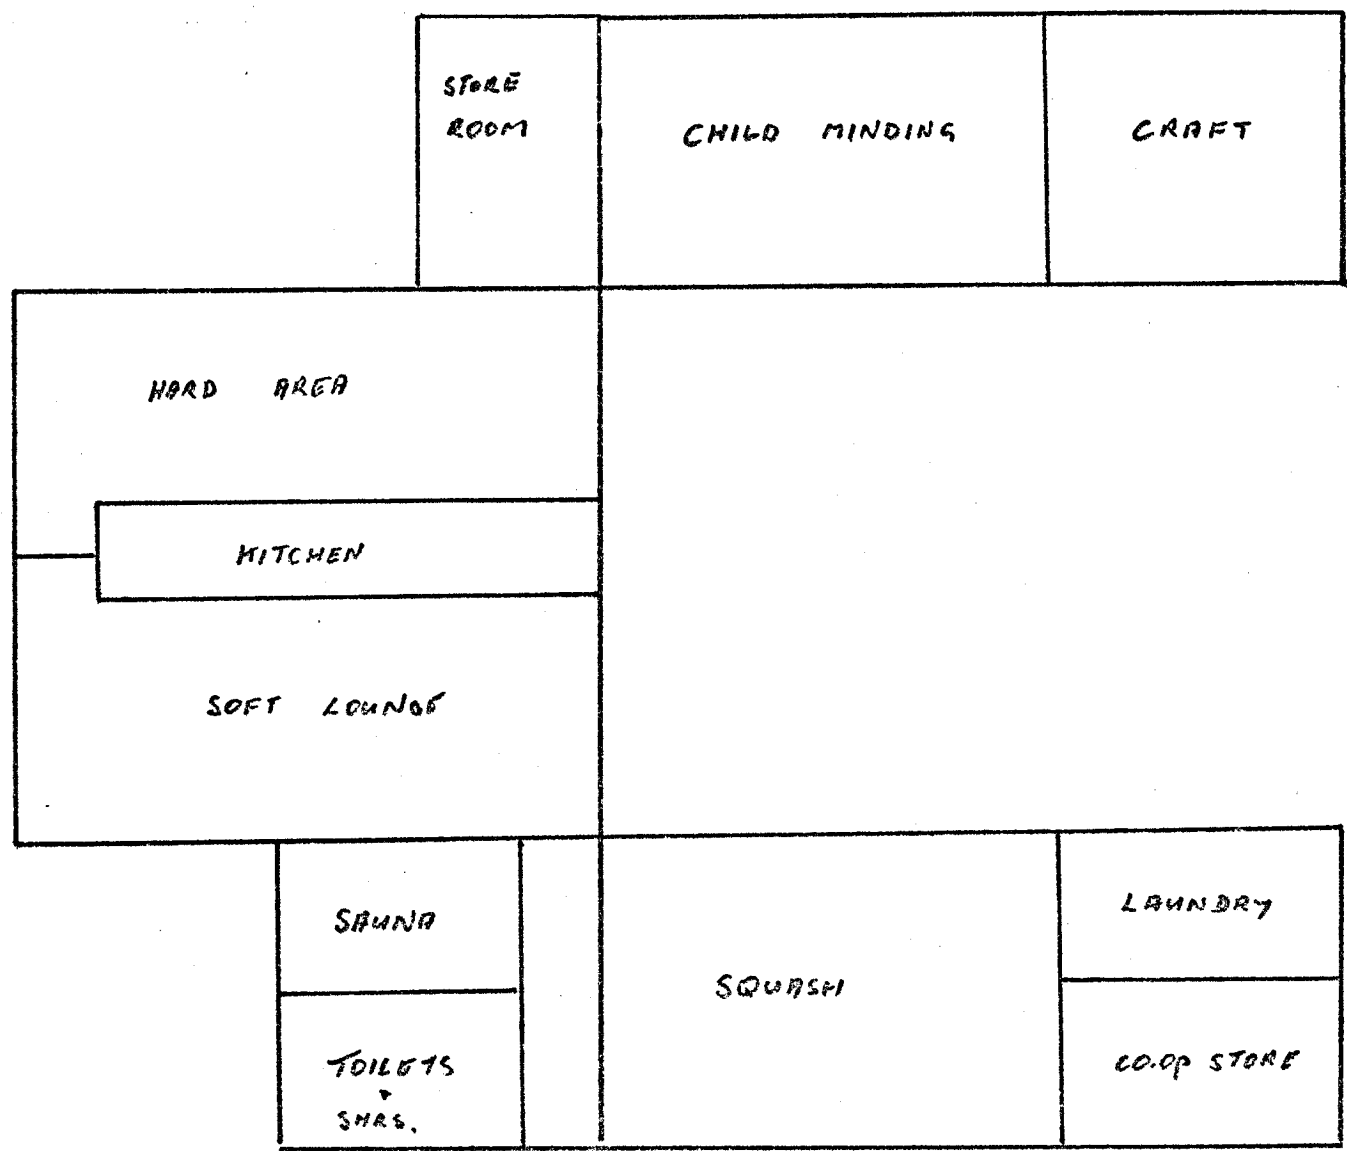 STORE
ROOM
CHILD MINDING
CRAFT
HARD AREA
KITCHEN
SOFT LOUNGE
SAUNA
LAUNDRY
SQUASH
TOILETS
+
SHRS.
CO.OP STORE